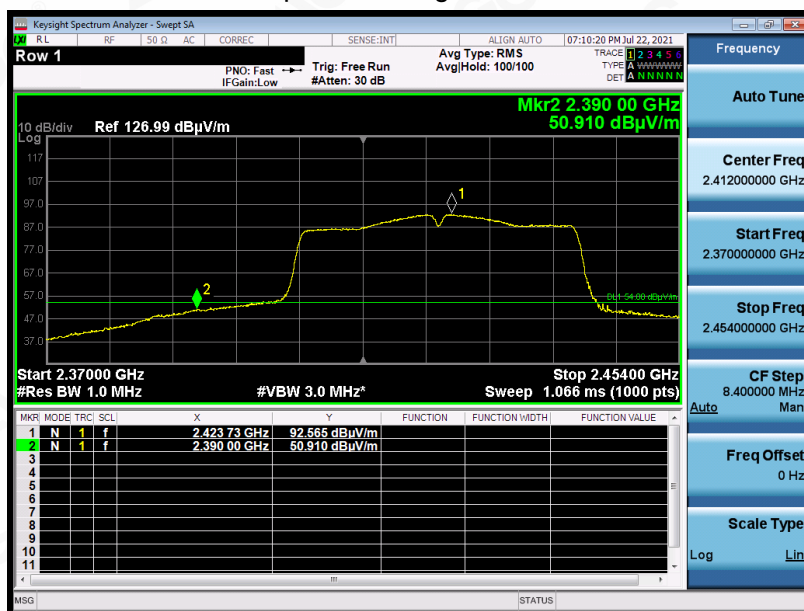 Keysight Spectrum Analyzer - Swept SA
LXI RL RF 50 Ω AC CORREC SENSE:INT ALIGN AUTO 07:10:20 PM Jul 22, 2021
Row 1
PNO: Fast
IFGain:Low
Trig: Free Run
#Atten: 30 dB
Avg Type: RMS
Avg|Hold: 100/100
TRACE 1 2 3 4 5 6
TYPE A WWWWW
DET A N N N N N
Mkr2 2.390 00 GHz
50.910 dBµV/m
10 dB/div Ref 126.99 dBµV/m
Log
117
107
97.0
87.0
77.0
67.0
57.0
47.0
37.0
1
2
DL1 54.00 dBµV/m
Start 2.37000 GHz Stop 2.45400 GHz
#Res BW 1.0 MHz #VBW 3.0 MHz* Sweep 1.066 ms (1000 pts)
MKR MODE TRC SCL X Y FUNCTION FUNCTION WIDTH FUNCTION VALUE
1 N 1 f 2.423 73 GHz 92.565 dBµV/m
2 N 1 f 2.390 00 GHz 50.910 dBµV/m
3
4
5
6
7
8
9
10
11
MSG STATUS
Frequency
Auto Tune
Center Freq
2.412000000 GHz
Start Freq
2.370000000 GHz
Stop Freq
2.454000000 GHz
CF Step
8.400000 MHz
Auto Man
Freq Offset
0 Hz
Scale Type
Log Lin